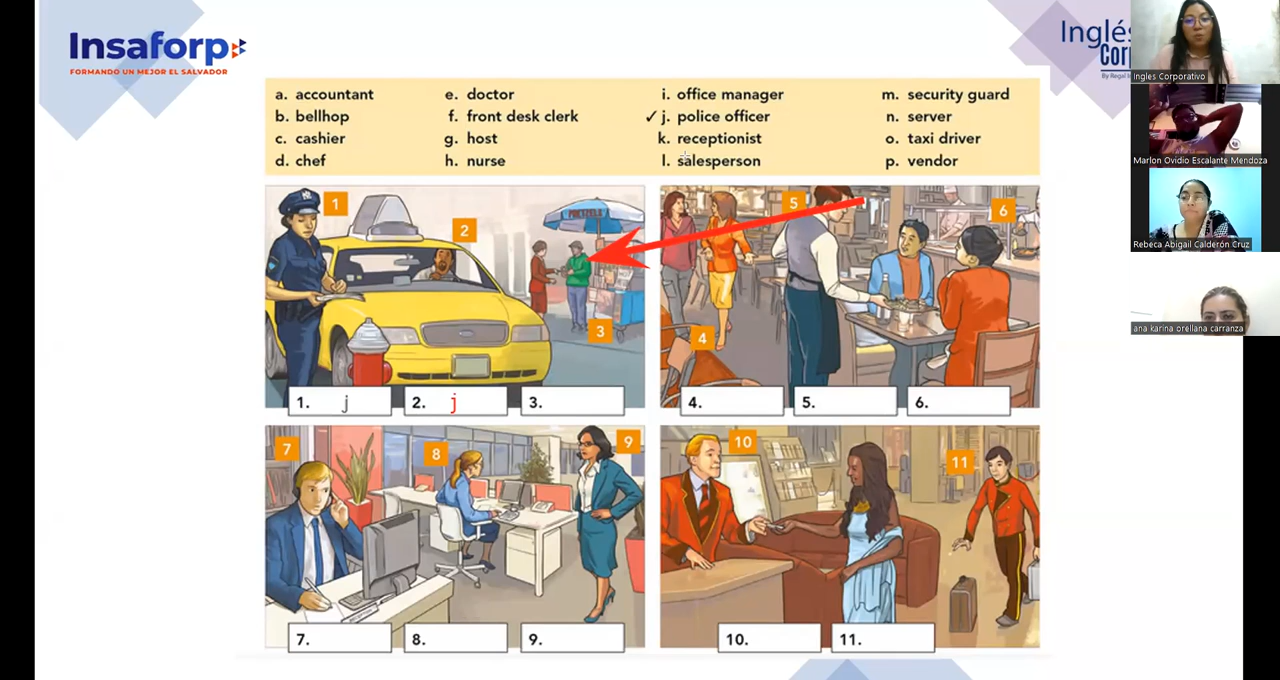 Insaforp
FORMANDO UN MEJOR EL SALVADOR
Inglés
Corp
By Regal
Ingles Corporativo
Marlon Ovidio Escalante Mendoza
Rebeca Abigail Calderón Cruz
ana karina orellana carranza
a. accountant
b. bellhop
c. cashier
d. chef
e. doctor
f. front desk clerk
g. host
h. nurse
i. office manager
✓ j. police officer
k. receptionist
l. salesperson
m. security guard
n. server
o. taxi driver
p. vendor
1
2
PRETZELS
3
1. j
2. j
3.
4
5
6
4.
5.
6.
7
8
9
7.
8.
9.
10
11
10.
11.